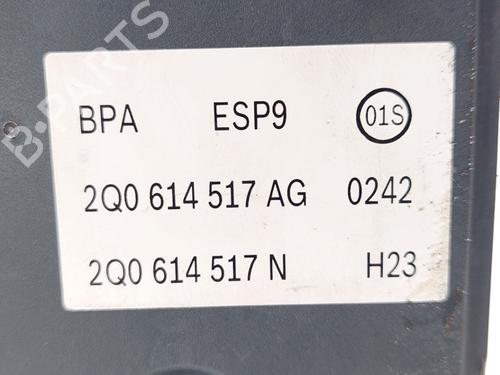 BPA ESP9 01S
2Q0 614 517 AG 0242
2Q0 614 517 N H23
B-PARTS